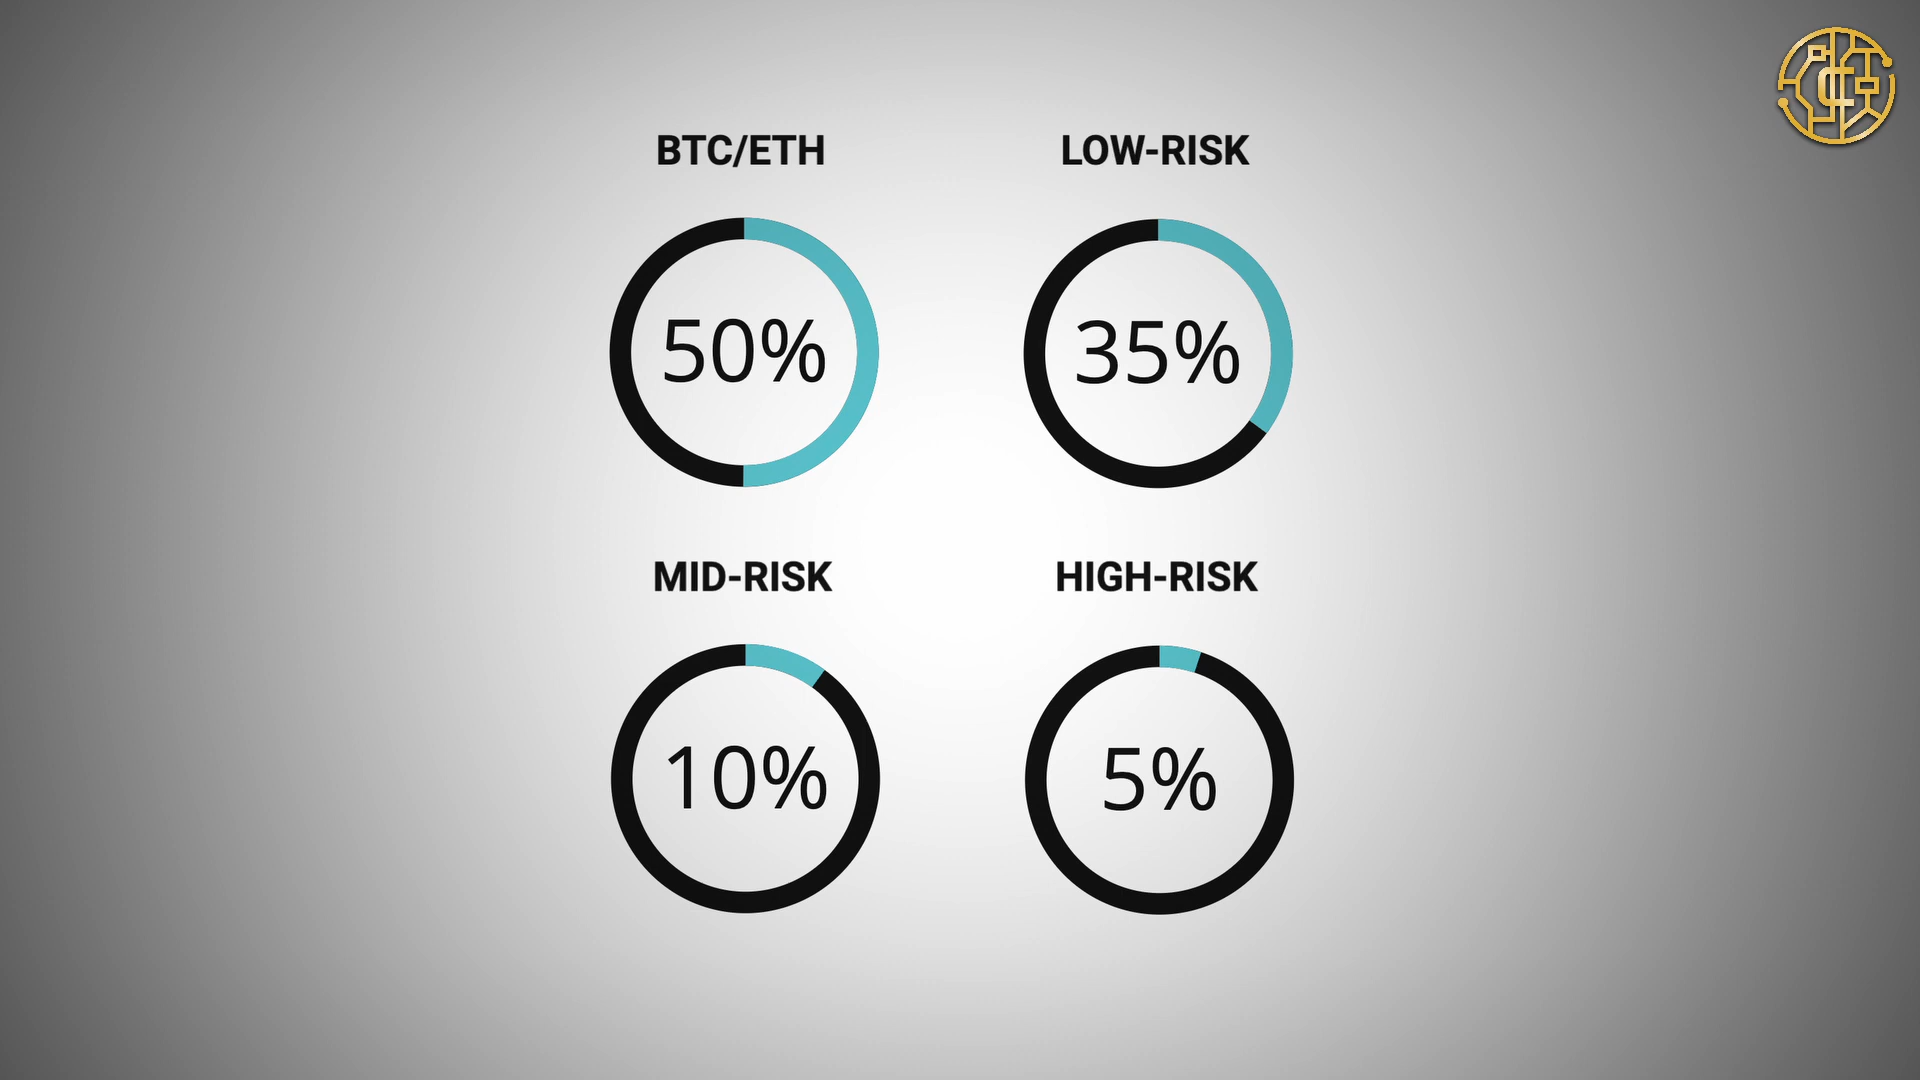 BTC/ETH
LOW-RISK
50%
35%
MID-RISK
HIGH-RISK
10%
5%